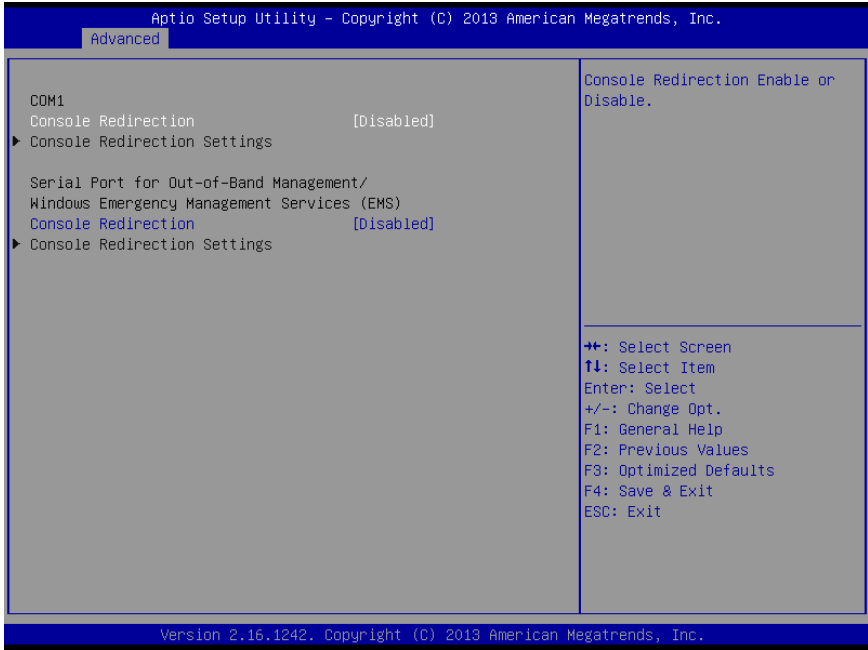 Aptio Setup Utility – Copyright (C) 2013 American Megatrends, Inc.
Advanced
COM1
Console Redirection [Disabled]
Console Redirection Settings
Serial Port for Out-of-Band Management/
Windows Emergency Management Services (EMS)
Console Redirection [Disabled]
Console Redirection Settings
Console Redirection Enable or
Disable.
→←: Select Screen
↑↓: Select Item
Enter: Select
+/-: Change Opt.
F1: General Help
F2: Previous Values
F3: Optimized Defaults
F4: Save & Exit
ESC: Exit
Version 2.16.1242. Copyright (C) 2013 American Megatrends, Inc.